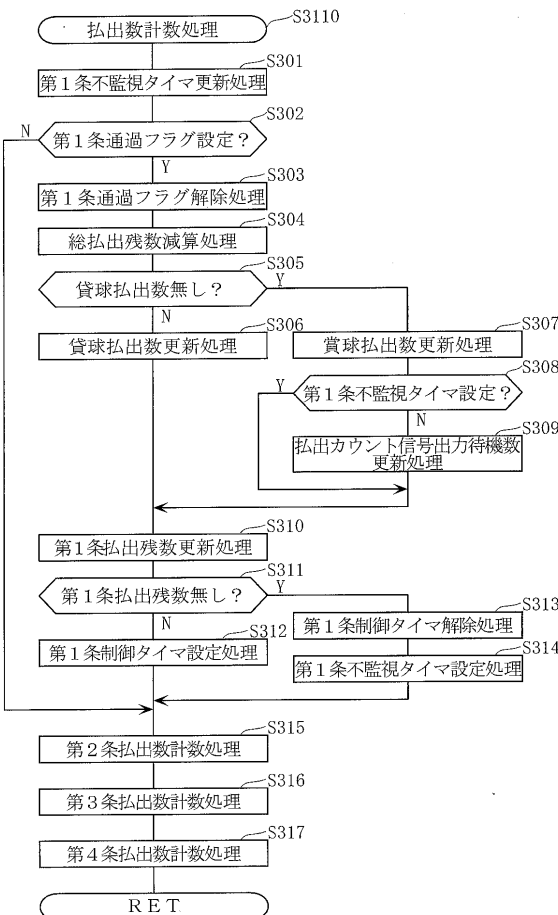 払出数計数処理
S3110
S301
第1条不監視タイマ更新処理
S302
N
第1条通過フラグ設定？
Y
S303
第1条通過フラグ解除処理
S304
総払出残数減算処理
S305
貸球払出数無し？
Y
N
S306
貸球払出数更新処理
S307
賞球払出数更新処理
S308
Y
第1条不監視タイマ設定？
N
S309
払出カウント信号出力待機数
更新処理
S310
第1条払出残数更新処理
S311
第1条払出残数無し？
Y
N
S312
第1条制御タイマ設定処理
S313
第1条制御タイマ解除処理
S314
第1条不監視タイマ設定処理
S315
第2条払出数計数処理
S316
第3条払出数計数処理
S317
第4条払出数計数処理
RET